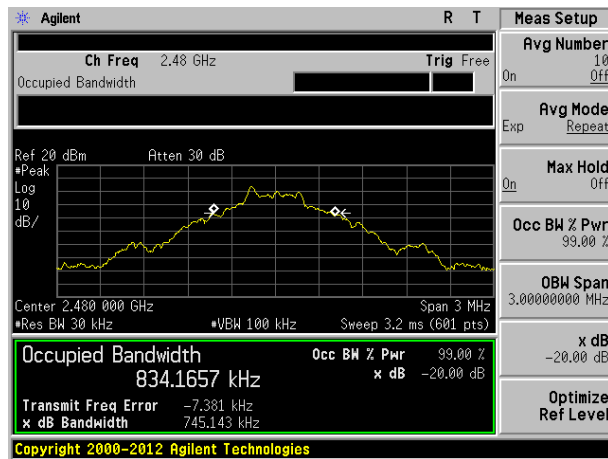 Agilent R T Meas Setup
Avg Number
10
On Off
Ch Freq 2.48 GHz Trig Free
Occupied Bandwidth
Avg Mode
Exp Repeat
Ref 20 dBm Atten 30 dB
#Peak
Log
10
dB/
Max Hold
On Off
Occ BW % Pwr
99.00 %
OBW Span
3.00000000 MHz
Center 2.480 000 GHz Span 3 MHz
#Res BW 30 kHz #VBW 100 kHz Sweep 3.2 ms (601 pts)
x dB
-20.00 dB
Occupied Bandwidth Occ BW % Pwr 99.00 %
834.1657 kHz x dB -20.00 dB
Optimize
Ref Level
Transmit Freq Error -7.381 kHz
x dB Bandwidth 745.143 kHz
Copyright 2000-2012 Agilent Technologies